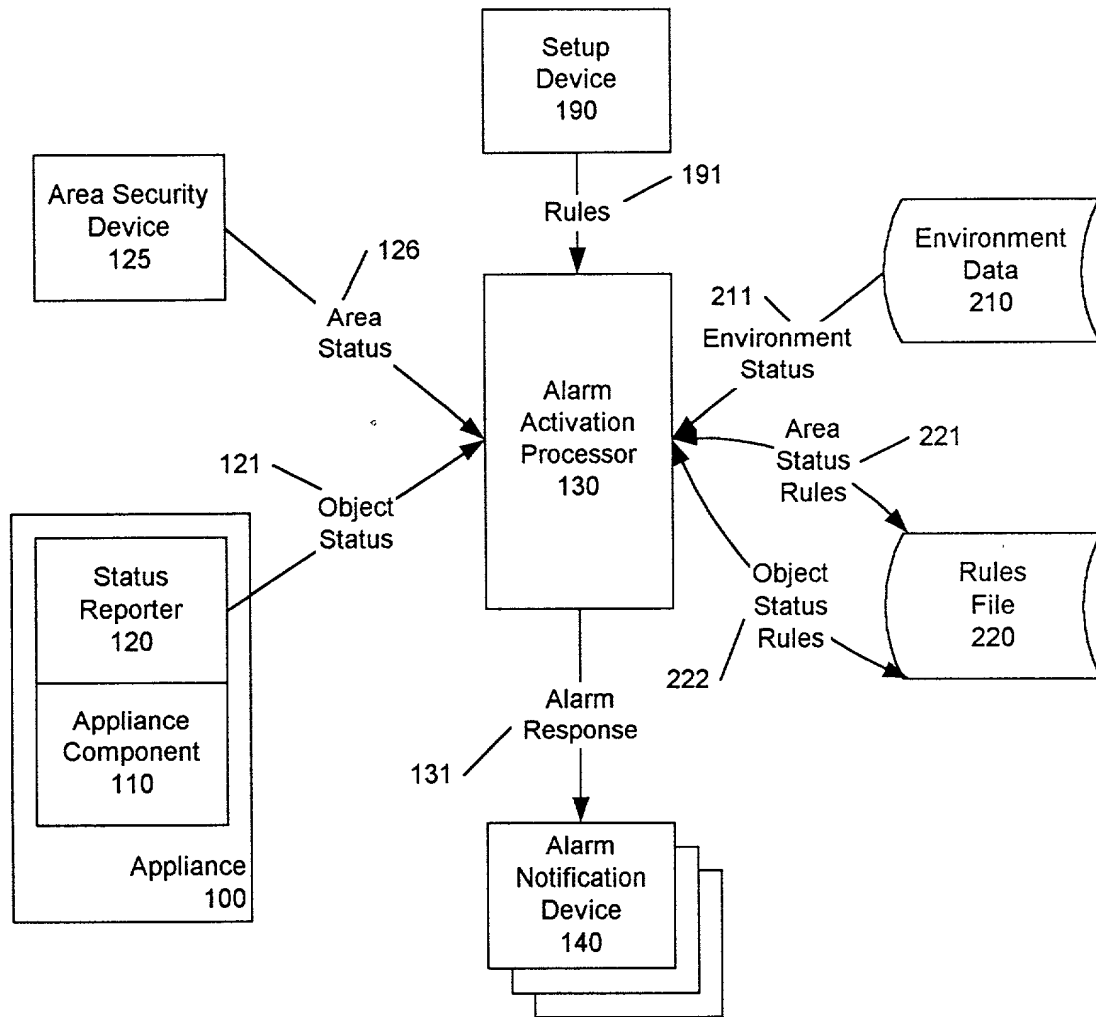 Setup
Device
190
191
Rules
Area Security
Device
125
126
Area
Status
Environment
Data
210
211
Environment
Status
Alarm
Activation
Processor
130
Area
Status
Rules
221
121
Object
Status
Object
Status
Rules
222
Rules
File
220
Status
Reporter
120
Appliance
Component
110
Appliance
100
Alarm
Response
131
Alarm
Notification
Device
140